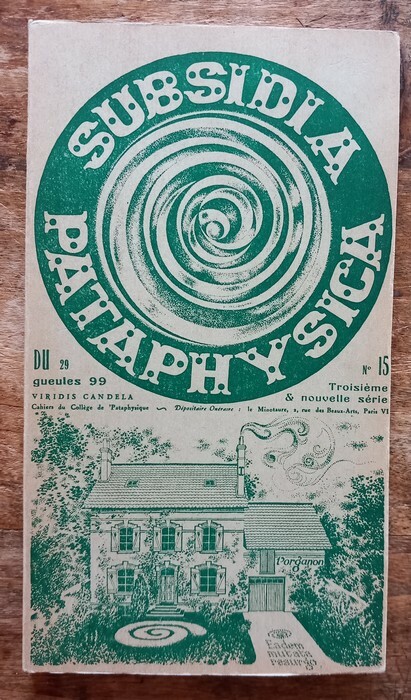 SUBSIDIA
PATAPHYSICA
DU 29
gueules 99
VIRIDIS CANDELA
Nº 15
Troisième
& nouvelle série
Cahiers du Collège de 'Pataphysique ~ Dépositaire Onéreux : le Minotaure, 2, rue des Beaux-Arts, Paris VI
l'organon
Eadem
mutata
resurgo